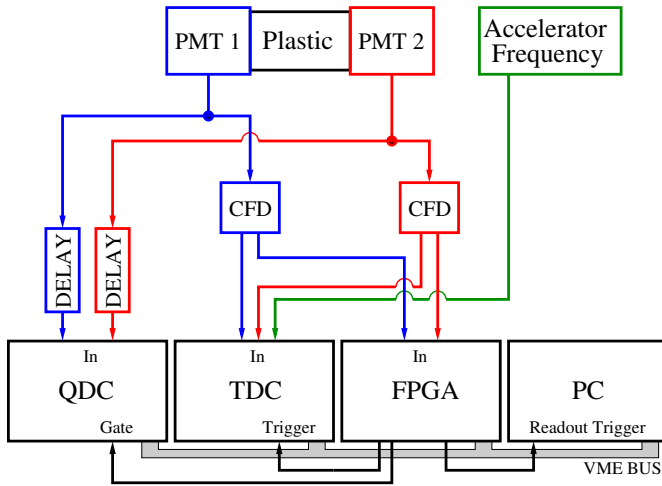 PMT 1
Plastic
PMT 2
Accelerator
Frequency
CFD
CFD
DELAY
DELAY
In
QDC
Gate
In
TDC
Trigger
In
FPGA
PC
Readout Trigger
VME BUS